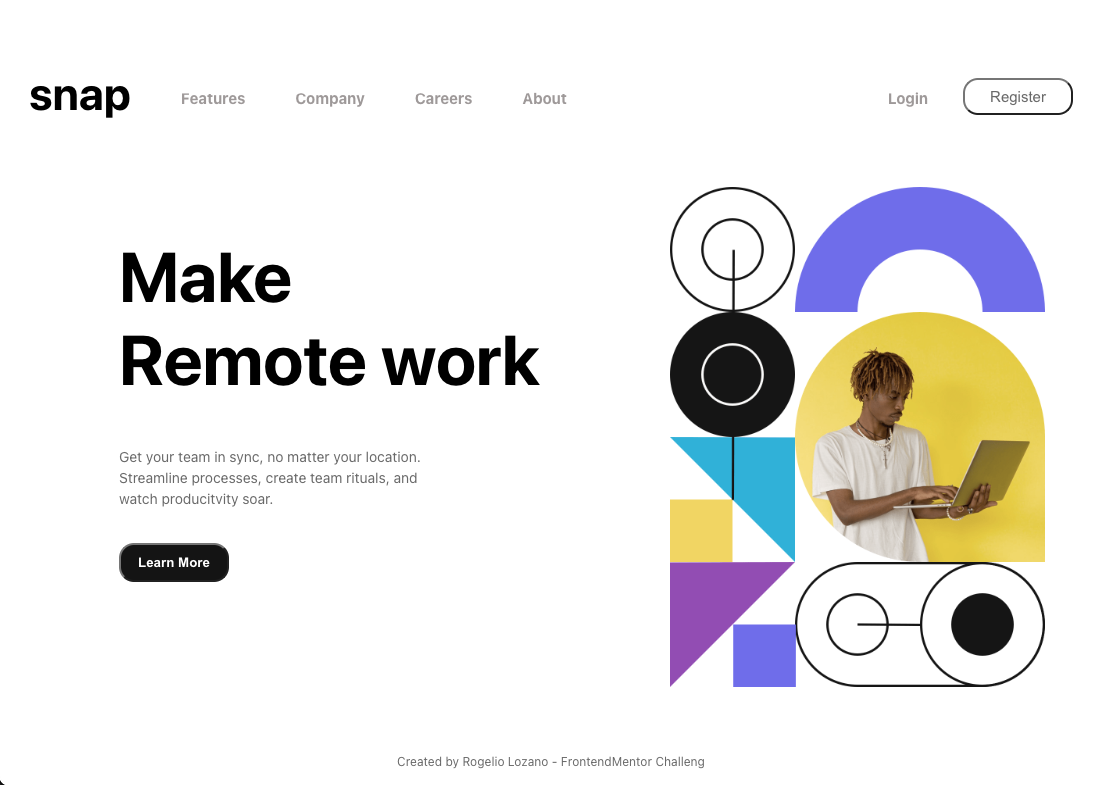 snap
Features
Company
Careers
About
Login
Register
Make
Remote work
Get your team in sync, no matter your location.
Streamline processes, create team rituals, and
watch producitvity soar.
Learn More
Created by Rogelio Lozano - FrontendMentor Challeng